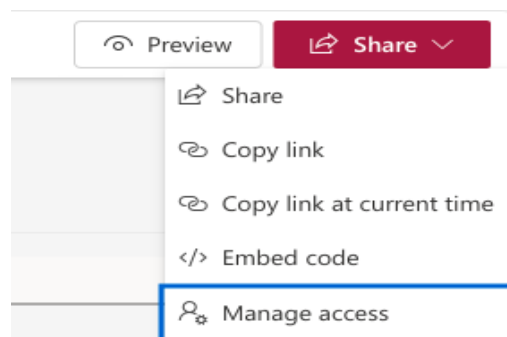 Preview
Share
Share
Copy link
Copy link at current time
</> Embed code
Manage access